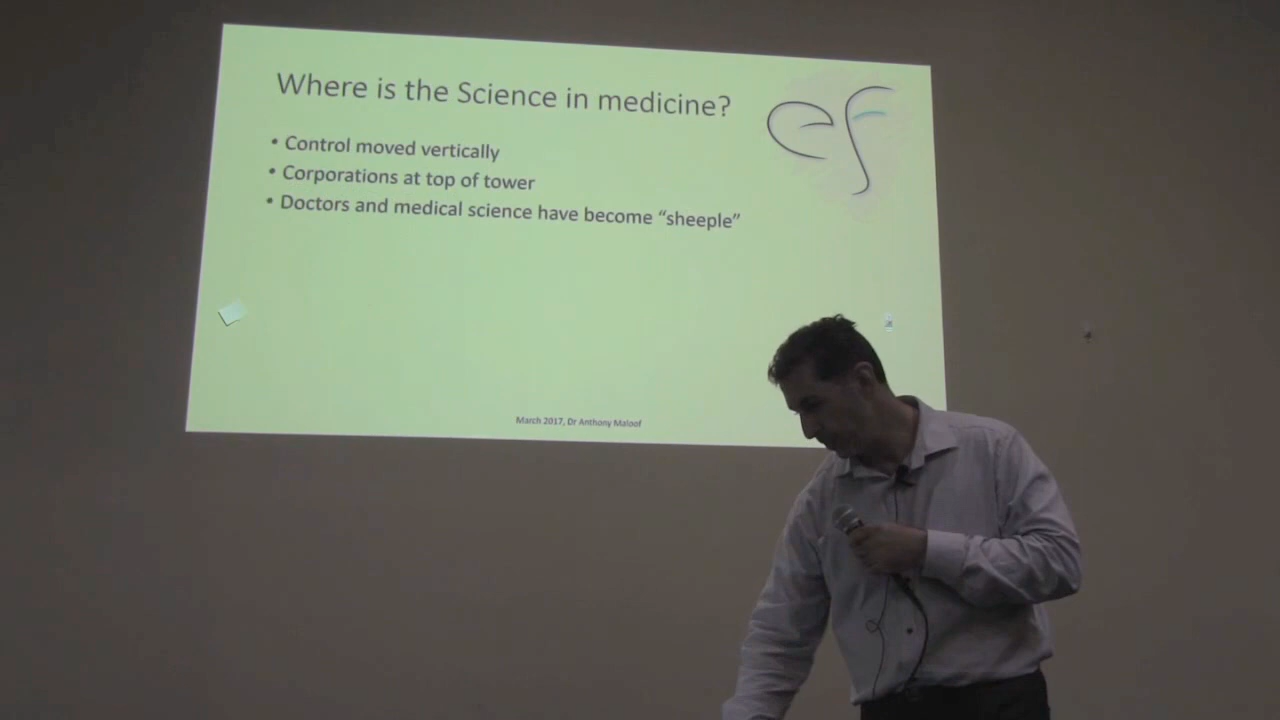 Where is the Science in medicine?
ef
• Control moved vertically
• Corporations at top of tower
• Doctors and medical science have become “sheeple”
March 2017, Dr Anthony Maloof